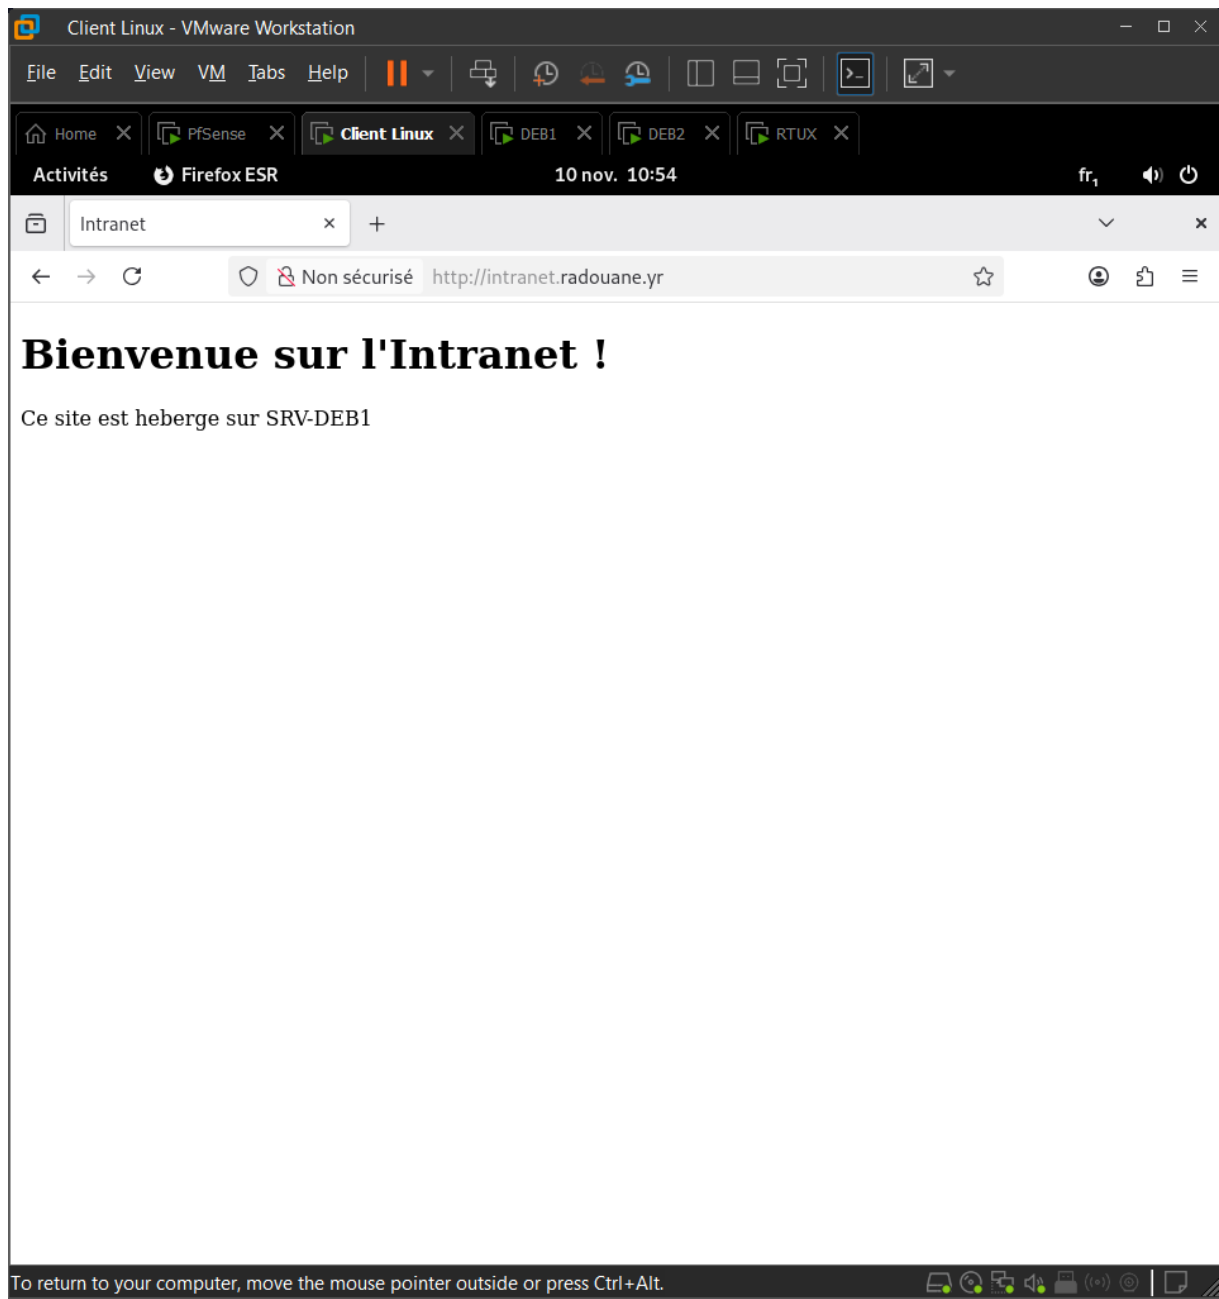 Client Linux - VMware Workstation
File Edit View VM Tabs Help
Home PfSense Client Linux DEB1 DEB2 RTUX
Activités Firefox ESR 10 nov. 10:54 fr1
Intranet
Non sécurisé http://intranet.radouane.yr
Bienvenue sur l'Intranet !
Ce site est heberge sur SRV-DEB1
To return to your computer, move the mouse pointer outside or press Ctrl+Alt.